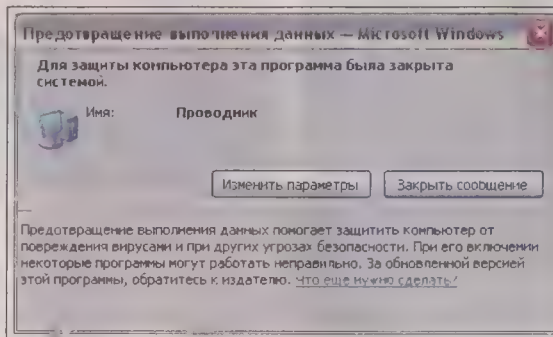 Предотвращение выполнения данных — Microsoft Windows
Для защиты компьютера эта программа была закрыта
системой.
Имя: Проводник
Изменить параметры Закрыть сообщение
Предотвращение выполнения данных помогает защитить компьютер от
повреждения вирусами и при других угрозах безопасности. При его включении
некоторые программы могут работать неправильно. За обновленной версией
этой программы, обратитесь к издателю. Что еще нужно сделать?